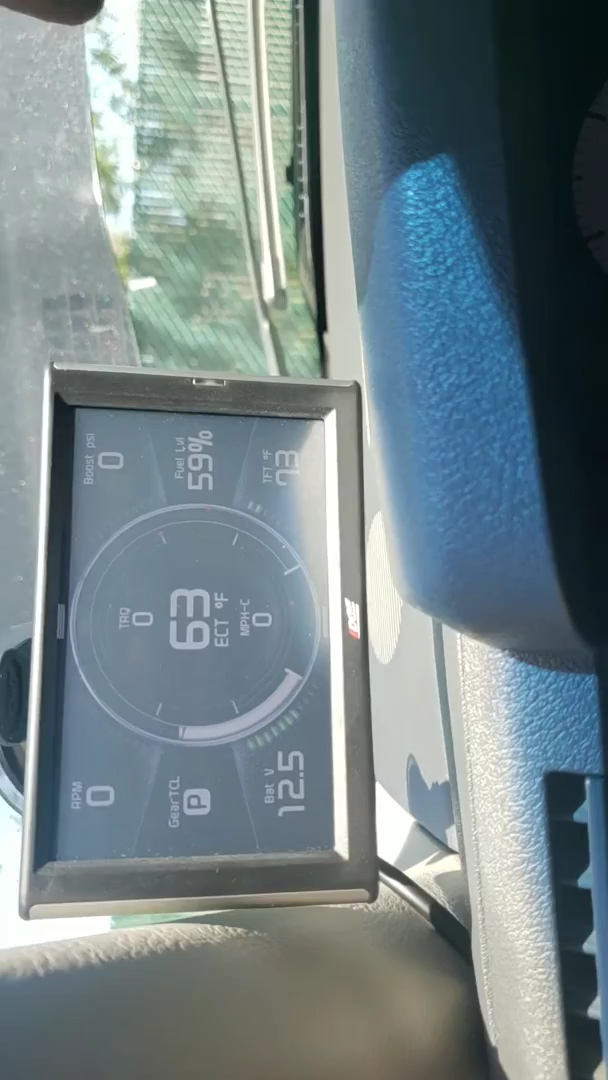 RPM
0
TRQ
0
Boost psi
0
GearTCL
P
63
ECT °F
Fuel Lvl
59%
MPH-C
0
Bat V
12.5
TFT °F
73